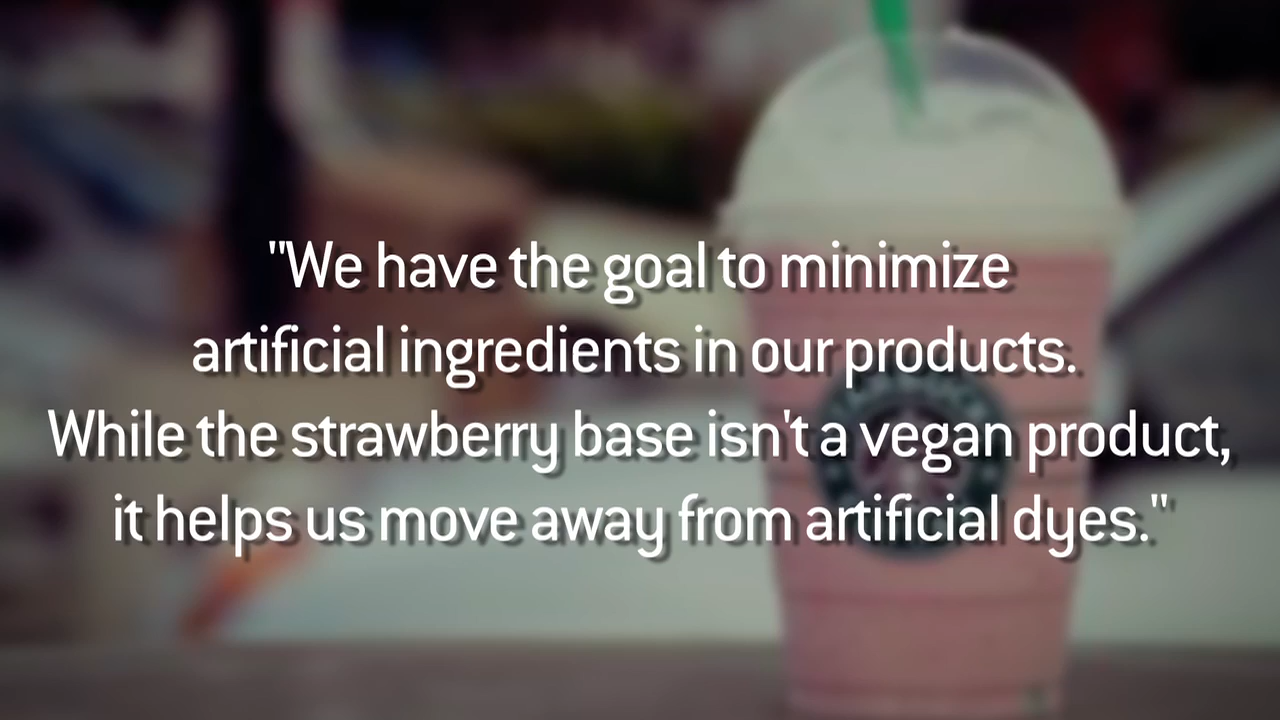 "We have the goal to minimize
artificial ingredients in our products.
While the strawberry base isn't a vegan product,
it helps us move away from artificial dyes."